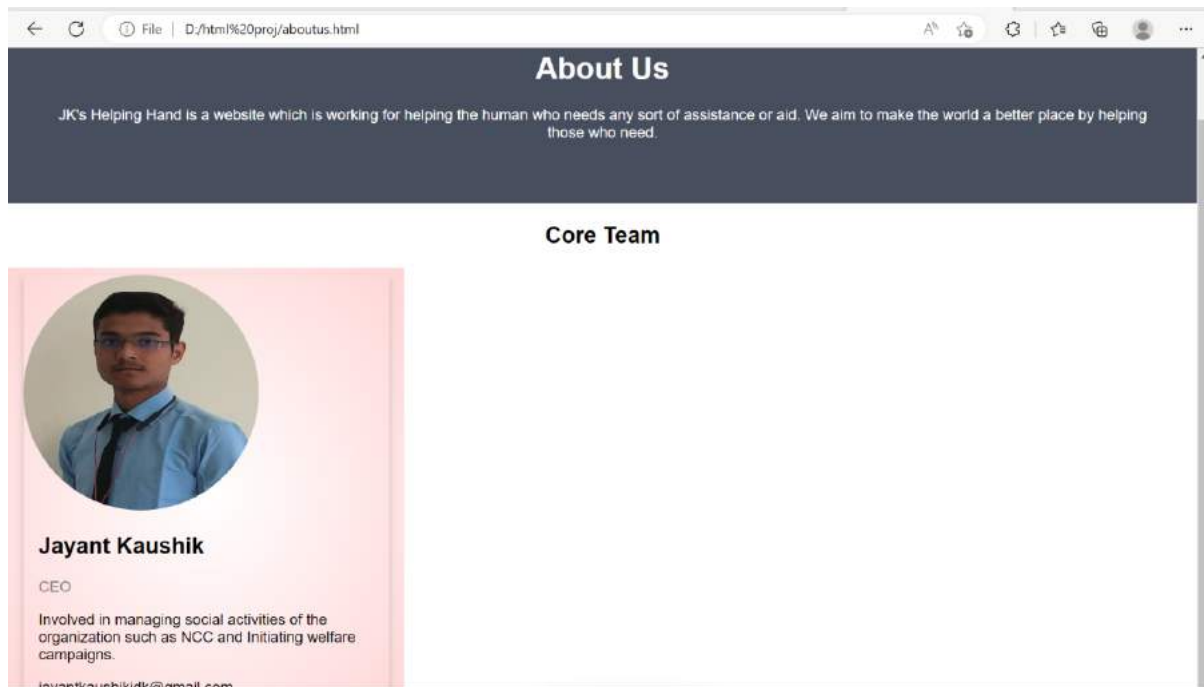 File | D:/html%20proj/aboutus.html
About Us
JK's Helping Hand is a website which is working for helping the human who needs any sort of assistance or aid. We aim to make the world a better place by helping
those who need.
Core Team
Jayant Kaushik
CEO
Involved in managing social activities of the
organization such as NCC and Initiating welfare
campaigns.